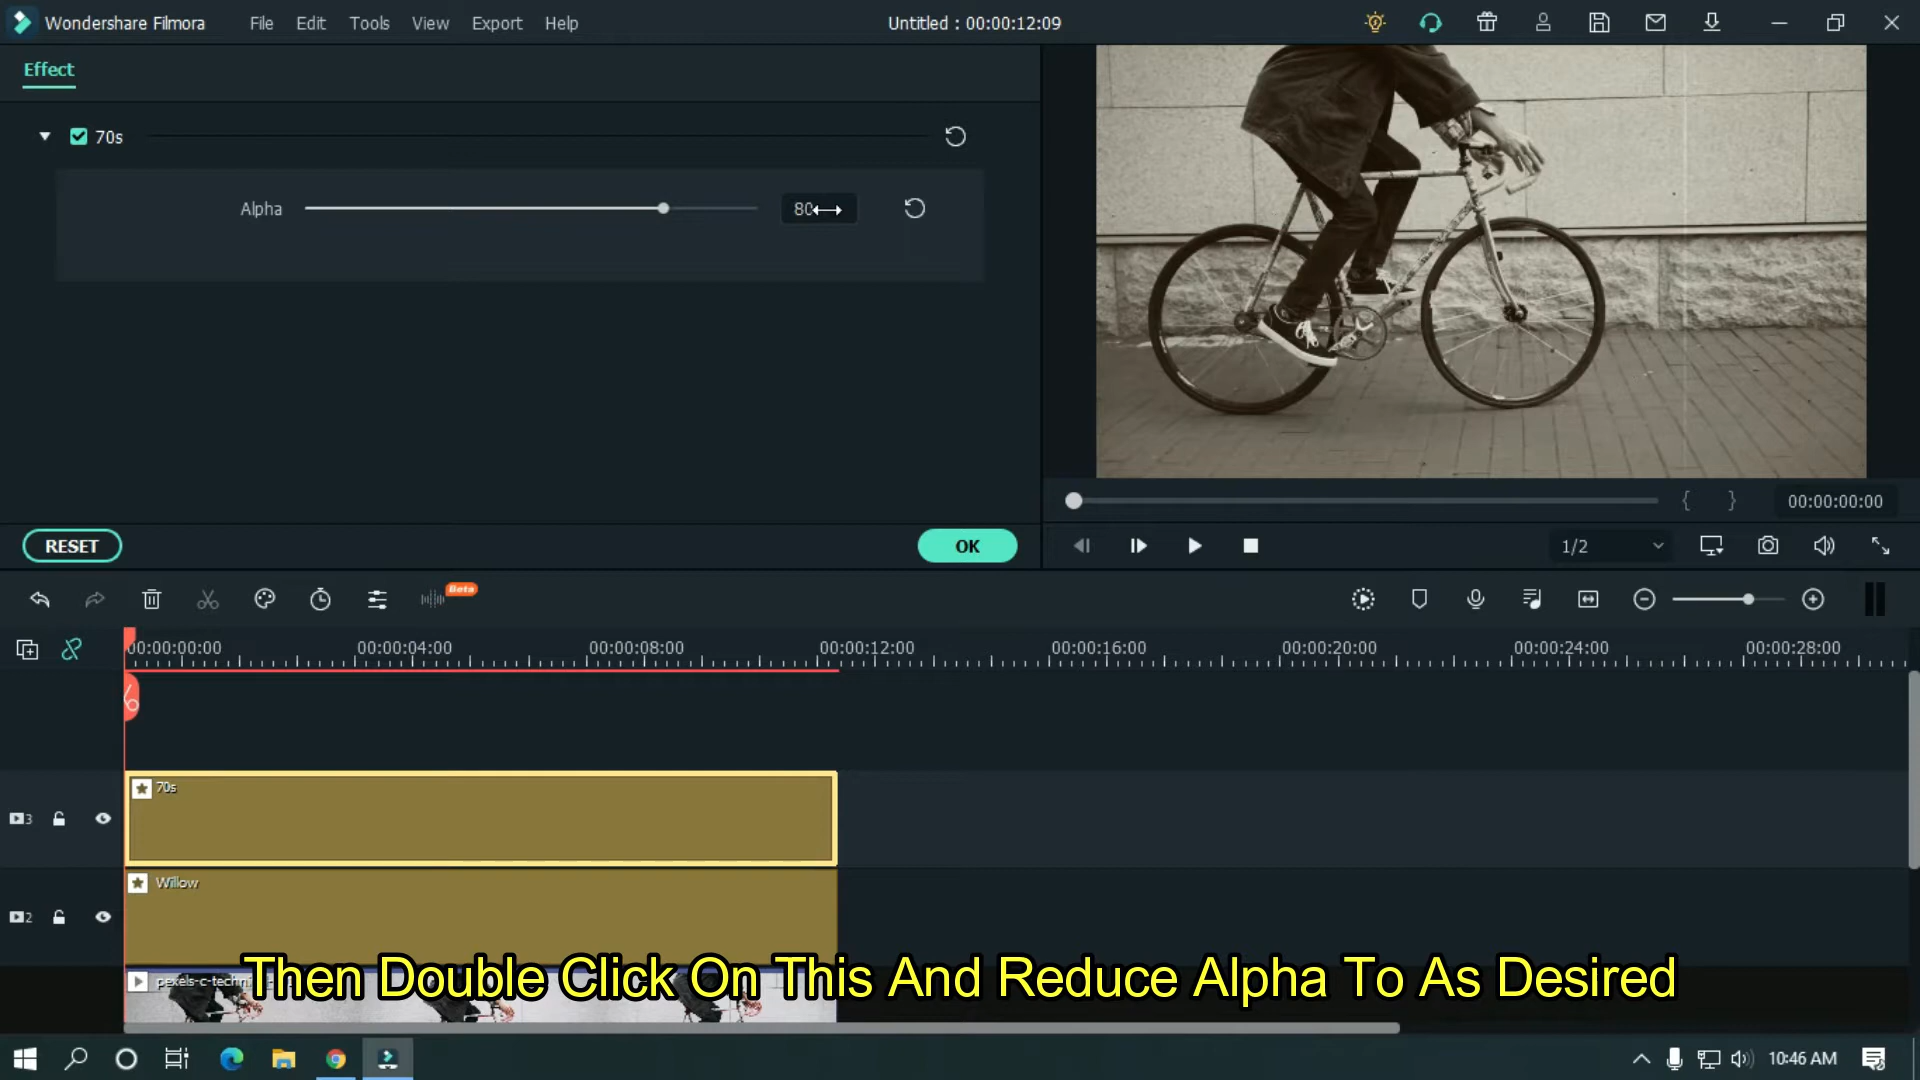 Wondershare Filmora File Edit Tools View Export Help Untitled : 00:00:12:09
Effect
70s
Alpha 80
00:00:00:00
RESET OK 1/2
Beta
00:00:00:00 00:00:04:00 00:00:08:00 00:00:12:00 00:00:16:00 00:00:20:00 00:00:24:00 00:00:28:00
70s
3
Willow
2
pexels-c-techni
Then Double Click On This And Reduce Alpha To As Desired
10:46 AM